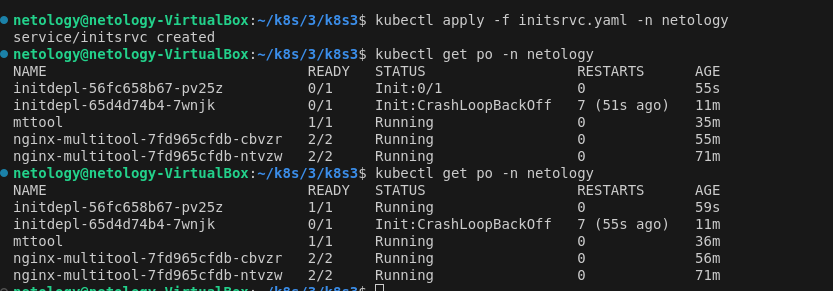 netology@netology-VirtualBox:~/k8s/3/k8s3$ kubectl apply -f initsrvc.yaml -n netology
service/initsrvc created
netology@netology-VirtualBox:~/k8s/3/k8s3$ kubectl get po -n netology
NAME READY STATUS RESTARTS AGE
initdepl-56fc658b67-pv25z 0/1 Init:0/1 0 55s
initdepl-65d4d74b4-7wnjk 0/1 Init:CrashLoopBackOff 7 (51s ago) 11m
mttool 1/1 Running 0 35m
nginx-multitool-7fd965cfdb-cbvzr 2/2 Running 0 55m
nginx-multitool-7fd965cfdb-ntvzw 2/2 Running 0 71m
netology@netology-VirtualBox:~/k8s/3/k8s3$ kubectl get po -n netology
NAME READY STATUS RESTARTS AGE
initdepl-56fc658b67-pv25z 1/1 Running 0 59s
initdepl-65d4d74b4-7wnjk 0/1 Init:CrashLoopBackOff 7 (55s ago) 11m
mttool 1/1 Running 0 36m
nginx-multitool-7fd965cfdb-cbvzr 2/2 Running 0 56m
nginx-multitool-7fd965cfdb-ntvzw 2/2 Running 0 71m
netology@netology-VirtualBox:~/k8s/3/k8s3$